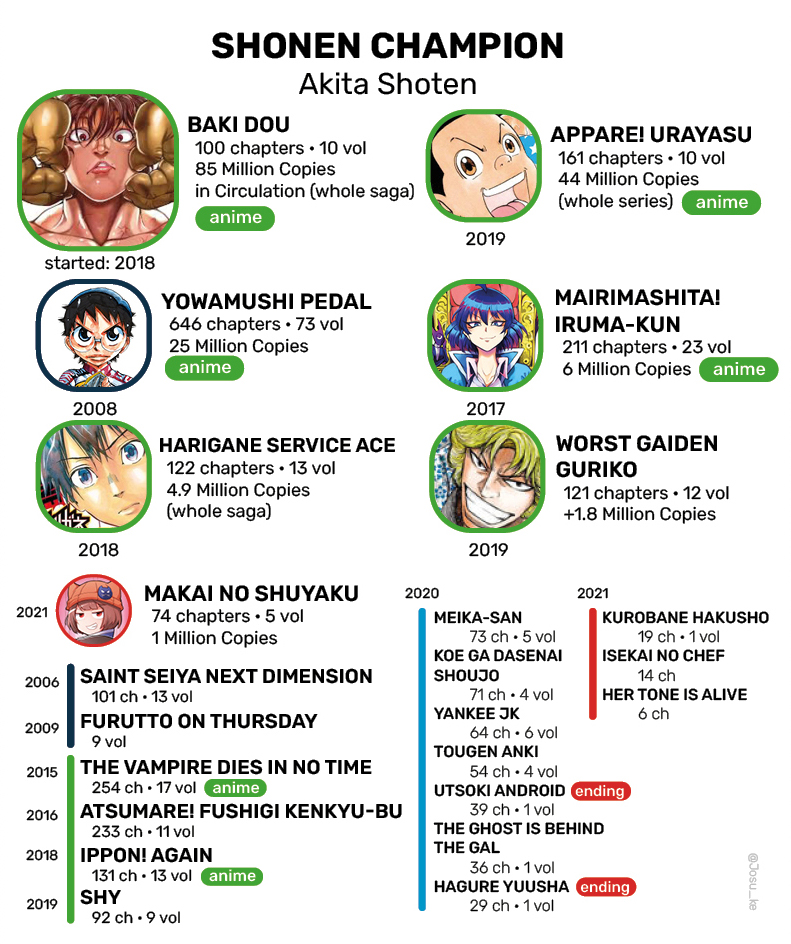 SHONEN CHAMPION
Akita Shoten
BAKI DOU
100 chapters • 10 vol
85 Million Copies
in Circulation (whole saga)
anime
started: 2018
APPARE! URAYASU
161 chapters • 10 vol
44 Million Copies
(whole series) anime
2019
YOWAMUSHI PEDAL
646 chapters • 73 vol
25 Million Copies
anime
2008
MAIRIMASHITA!
IRUMA-KUN
211 chapters • 23 vol
6 Million Copies anime
2017
HARIGANE SERVICE ACE
122 chapters • 13 vol
4.9 Million Copies
(whole saga)
2018
WORST GAIDEN
GURIKO
121 chapters • 12 vol
+1.8 Million Copies
2019
2021
MAKAI NO SHUYAKU
74 chapters • 5 vol
1 Million Copies
2006 SAINT SEIYA NEXT DIMENSION
101 ch • 13 vol
2009 FURUTTO ON THURSDAY
9 vol
2015 THE VAMPIRE DIES IN NO TIME
254 ch • 17 vol anime
2016 ATSUMARE! FUSHIGI KENKYU-BU
233 ch • 11 vol
2018 IPPON! AGAIN
131 ch • 13 vol anime
2019 SHY
92 ch • 9 vol
2020
MEIKA-SAN
73 ch • 5 vol
KOE GA DASENAI
SHOUJO
71 ch • 4 vol
YANKEE JK
64 ch • 6 vol
TOUGEN ANKI
54 ch • 4 vol
UTSOKI ANDROID ending
39 ch • 1 vol
THE GHOST IS BEHIND
THE GAL
36 ch • 1 vol
HAGURE YUUSHA ending
29 ch • 1 vol
2021
KUROBANE HAKUSHO
19 ch • 1 vol
ISEKAI NO CHEF
14 ch
HER TONE IS ALIVE
6 ch
@Josu_ke